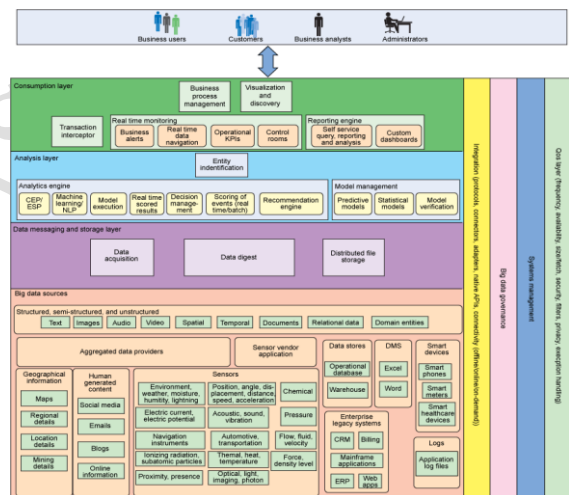 Business users
Customers
Business analysts
Administrators
Consumption layer
Business
process
management
Visualization
and
discovery
Transaction
interceptor
Real time monitoring
Business
alerts
Real time
data
navigation
Operational
KPIs
Control
rooms
Reporting engine
Self service
query, reporting
and analysis
Custom
dashboards
Analysis layer
Entity
indentification
Analytics engine
CEP/
ESP
Machine
learning/
NLP
Model
execution
Real time
scored
results
Decision
manage-
ment
Scoring of
events (real
time/batch)
Recommendation
engine
Model management
Predictive
models
Statistical
models
Model
verification
Data messaging and storage layer
Data
acquisition
Data digest
Distributed file
storage
Big data sources
Structured, semi-structured, and unstructured
Text
Images
Audio
Video
Spatial
Temporal
Documents
Relational data
Domain entities
Aggregated data providers
Sensor vendor
application
Data stores
Operational
database
Warehouse
DMS
Excel
Word
Smart
devices
Smart
phones
Smart
meters
Smart
healthcare
devices
Geographical
information
Maps
Regional
details
Location
details
Mining
details
Human
generated
content
Social media
Emails
Blogs
Online
information
Sensors
Environment,
weather, moisture,
humitity, lightning
Position, angle, dis-
placement, distance,
speed, acceleration
Chemical
Electric current,
electric potential
Acoustic, sound,
vibration
Pressure
Navigation
instruments
Automotive,
transportation
Flow, fluid,
velocity
Ionizing radiation,
subatomic particles
Themat, heat,
temperature
Force,
density level
Proximity, presence
Optical, light,
imaging, photon
Enterprise
legacy systems
CRM
Billing
Mainframe
applications
ERP
Web
apps
Logs
Application
log files
Integration (protocols, connectors, adapters, native APIs, connectivity (offline/online/on-demand))
Big data governance
Systems management
Qos layer (frequency, availability, size/fetch, security, filters, privacy, execption handling)